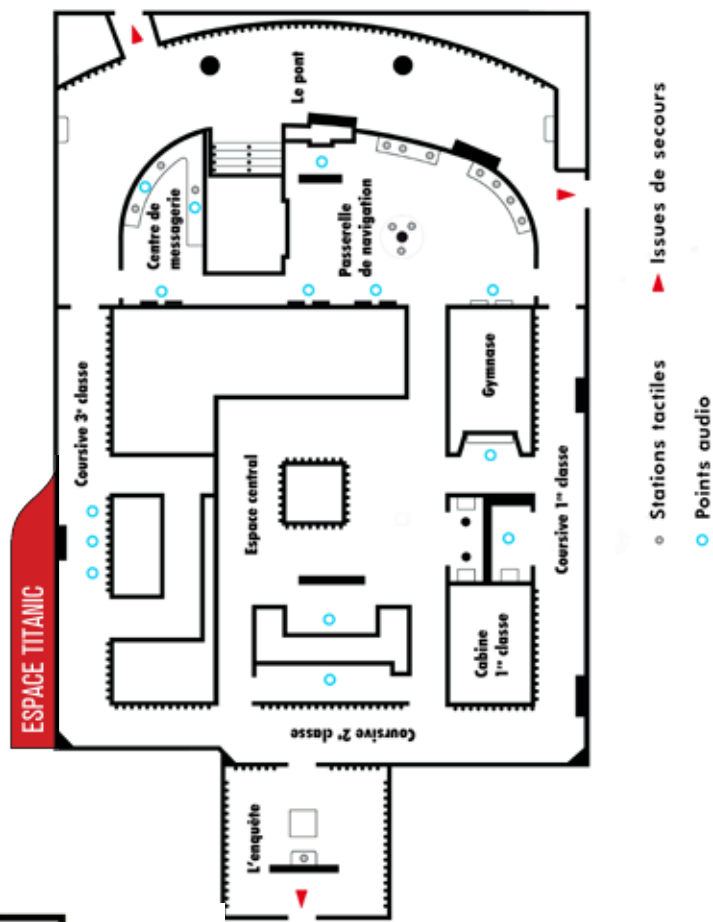 ESPACE TITANIC
Coursive 3e classe
Centre de
messagerie
Le pont
Passerelle
de navigation
Espace central
Gymnase
Coursive 1re classe
Cabine
1re classe
Coursive 2e classe
L'enquête
Stations tactiles
Issues de secours
Points audio